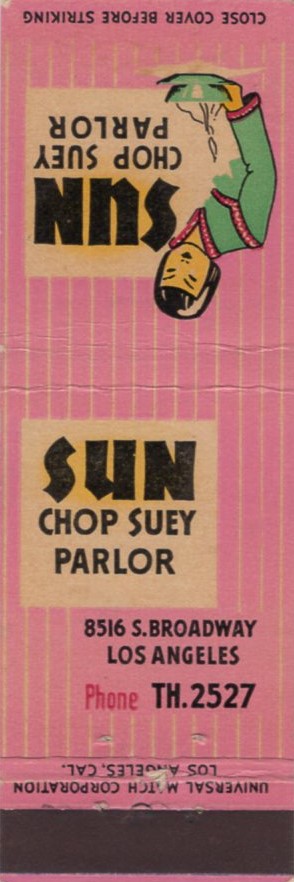 CLOSE COVER BEFORE STRIKING
SUN
CHOP SUEY
PARLOR
SUN
CHOP SUEY
PARLOR
8516 S. BROADWAY
LOS ANGELES
Phone TH.2527
UNIVERSAL MATCH CORPORATION
LOS ANGELES, CAL.